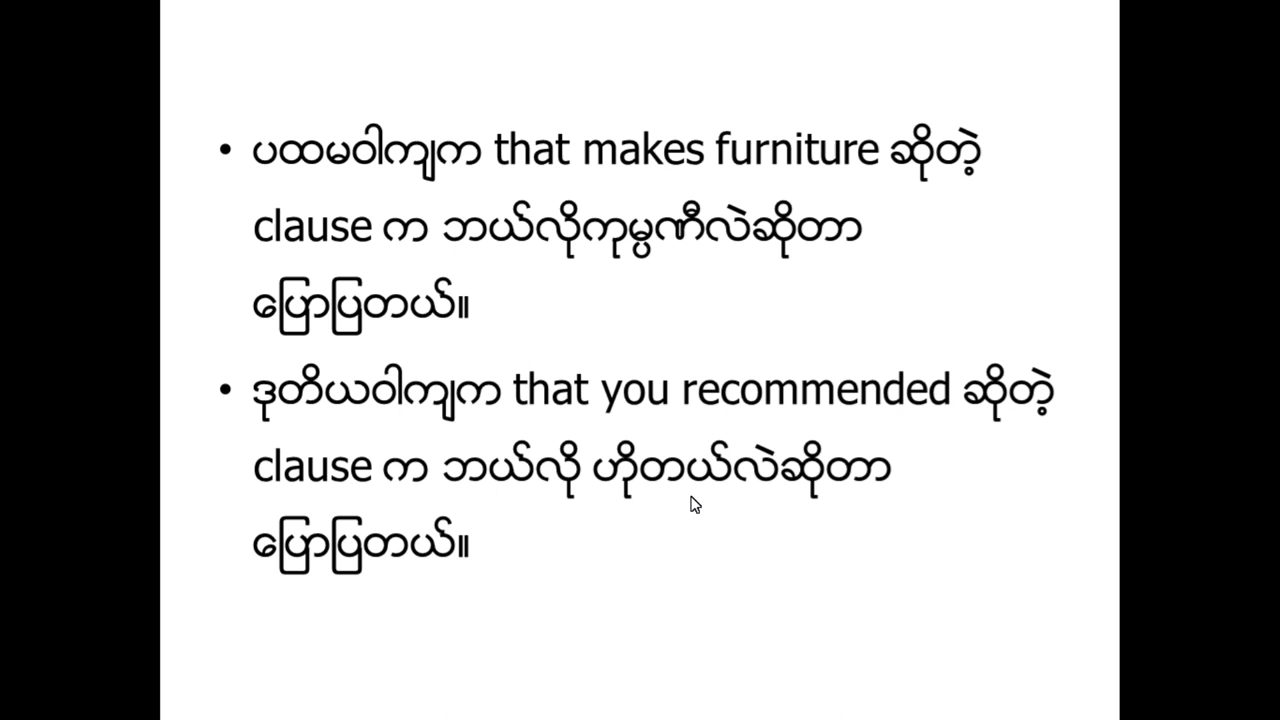 • ပထမဝါကျက that makes furniture ဆိုတဲ့
clause က ဘယ်လိုကုမ္ပဏီလဲဆိုတာ
ပြောပြတယ်။
• ဒုတိယဝါကျက that you recommended ဆိုတဲ့
clause က ဘယ်လို ဟိုတယ်လဲဆိုတာ
ပြောပြတယ်။